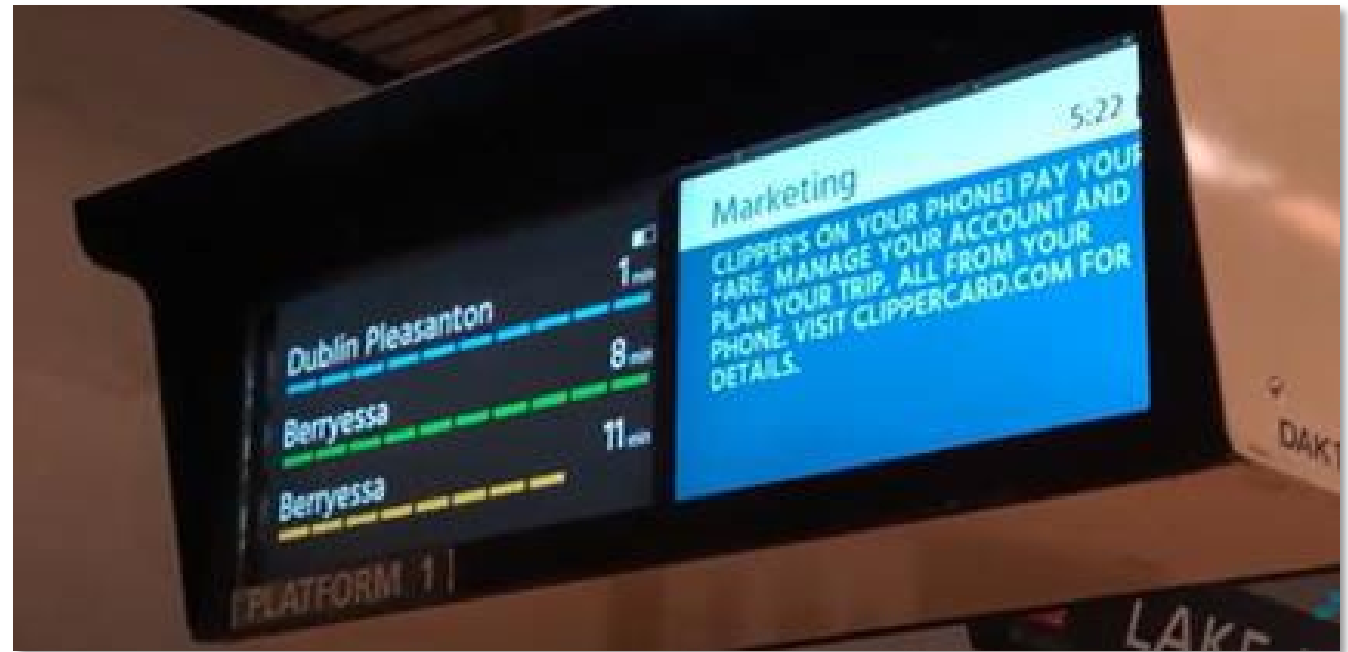 1 min
Dublin Pleasanton
8 min
Berryessa
11 min
Berryessa
PLATFORM 1
5:22
Marketing
CLIPPER'S ON YOUR PHONE! PAY YOUR
FARE, MANAGE YOUR ACCOUNT AND
PLAN YOUR TRIP. ALL FROM YOUR
PHONE. VISIT CLIPPERCARD.COM FOR
DETAILS.
LAKE